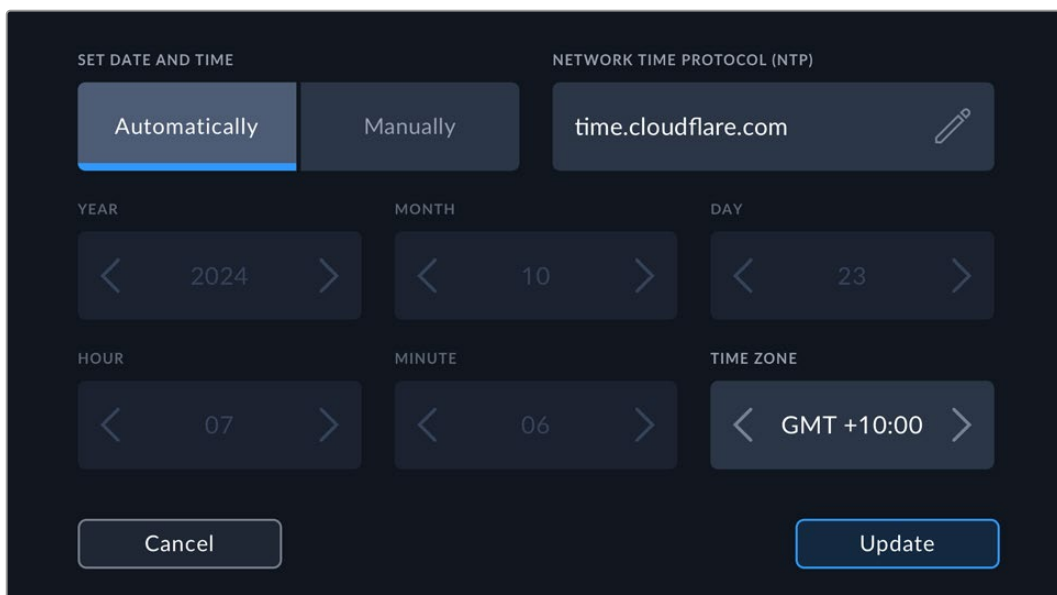 SET DATE AND TIME
NETWORK TIME PROTOCOL (NTP)
Automatically
Manually
time.cloudflare.com
YEAR
MONTH
DAY
2024
10
23
HOUR
MINUTE
TIME ZONE
07
06
GMT +10:00
Cancel
Update